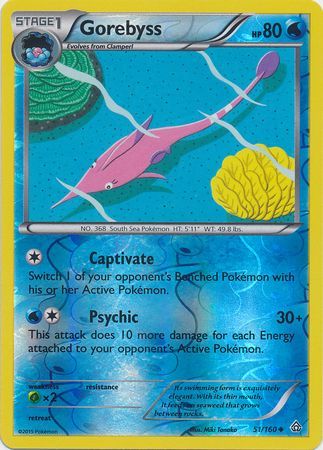 STAGE1
Gorebyss
HP80
Evolves from Clamperl
NO. 368 South Sea Pokémon HT: 5'11" WT: 49.8 lbs.
Captivate
Switch 1 of your opponent's Benched Pokémon with
his or her Active Pokémon.
Psychic 30+
This attack does 10 more damage for each Energy
attached to your opponent's Active Pokémon.
weakness resistance
×2
retreat
Its swimming form is exquisitely
elegant. With its thin mouth,
it feeds on seaweed that grows
between rocks.
©2015 Pokémon
Illus. Miki Tanaka
51/160